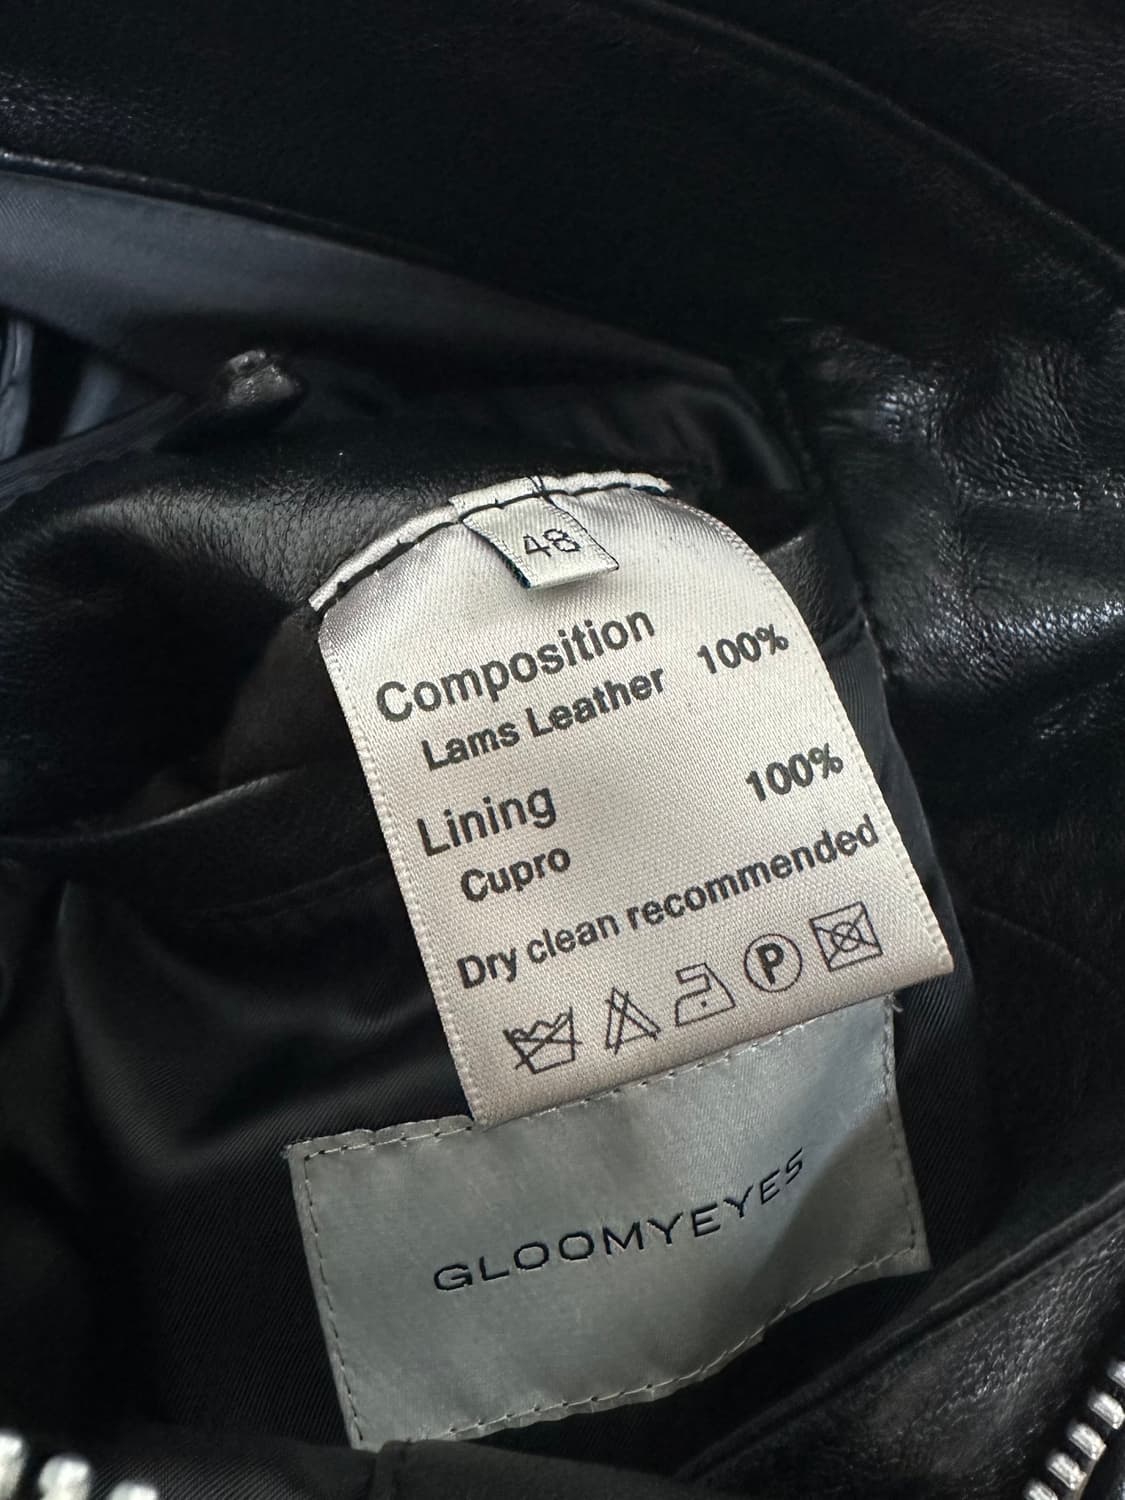 48
Composition
Lams Leather 100%
Lining 100%
Cupro
Dry clean recommended
P
GLOOMYEYES